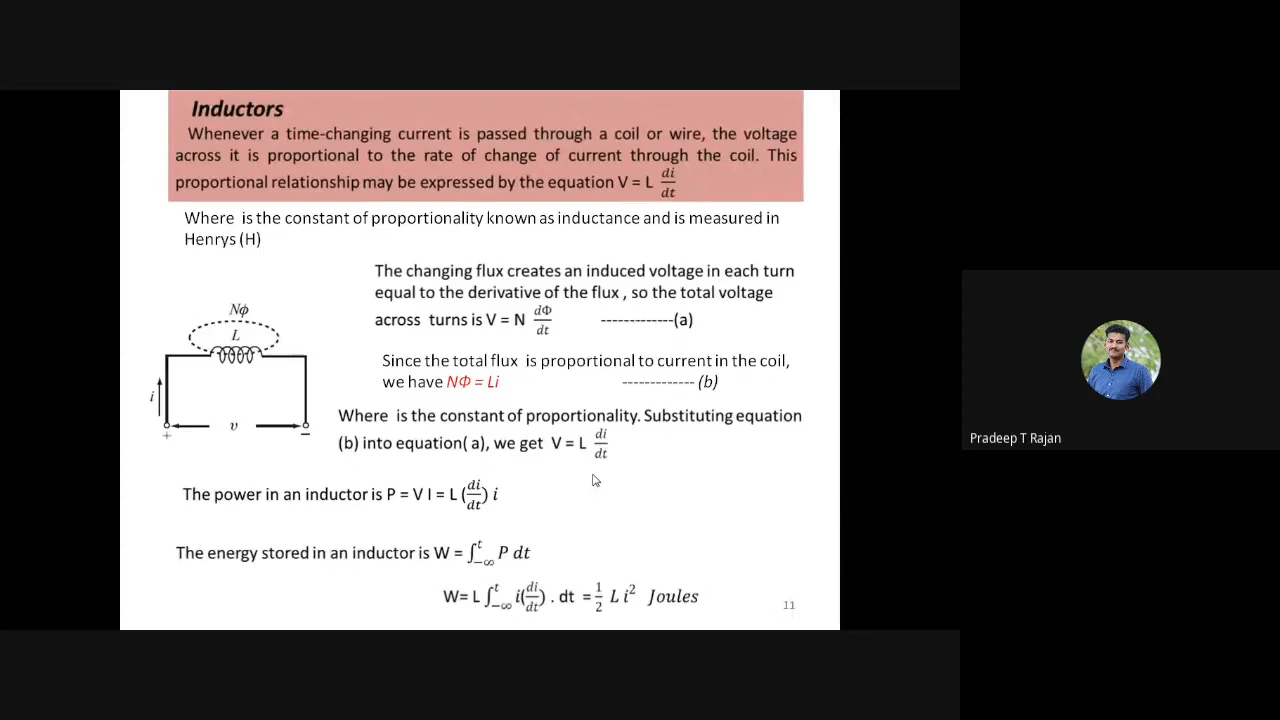 Inductors
Whenever a time-changing current is passed through a coil or wire, the voltage
across it is proportional to the rate of change of current through the coil. This
proportional relationship may be expressed by the equation V = L di/dt
Where is the constant of proportionality known as inductance and is measured in
Henrys (H)
The changing flux creates an induced voltage in each turn
equal to the derivative of the flux , so the total voltage
across turns is V = N dΦ/dt -------------(a)
Nϕ
L
i
υ
+
−
Since the total flux is proportional to current in the coil,
we have NΦ = Li ------------- (b)
Where is the constant of proportionality. Substituting equation
(b) into equation( a), we get V = L di/dt
The power in an inductor is P = V I = L (di/dt) i
The energy stored in an inductor is W = ∫_{-∞}^{t} P dt
W= L ∫_{-∞}^{t} i(di/dt) . dt = 1/2 L i² Joules
11
Pradeep T Rajan